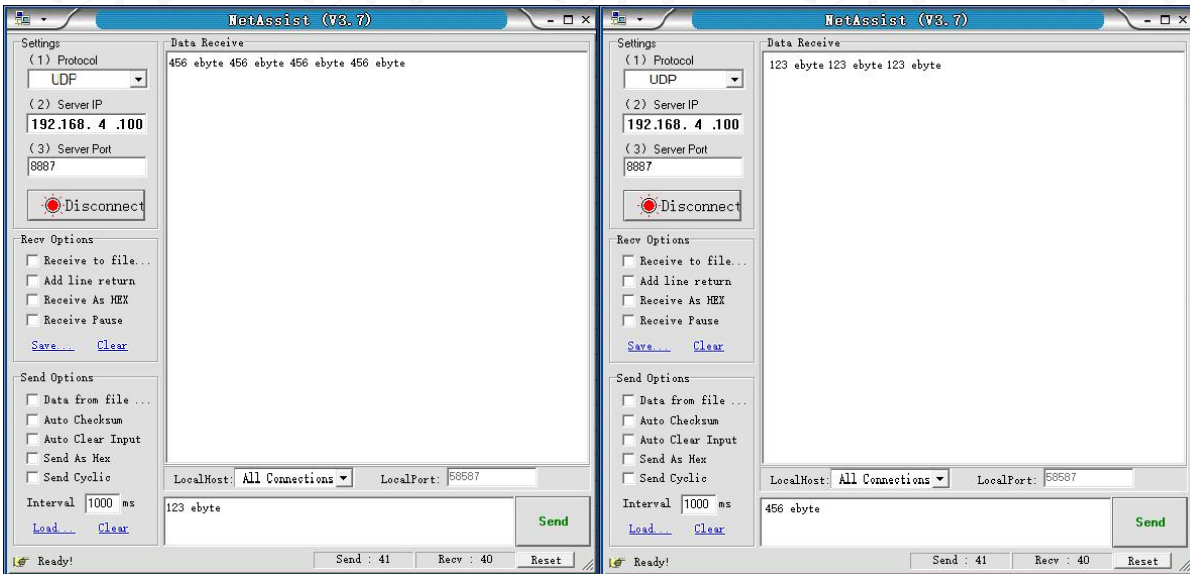 NetAssist (V3.7)
Settings
(1) Protocol
UDP
(2) Server IP
192.168. 4 .100
(3) Server Port
8887
Disconnect
Recv Options
Receive to file...
Add line return
Receive As HEX
Receive Pause
Save... Clear
Send Options
Data from file ...
Auto Checksum
Auto Clear Input
Send As Hex
Send Cyclic
Interval 1000 ms
Load... Clear
Data Receive
456 ebyte 456 ebyte 456 ebyte 456 ebyte
LocalHost: All Connections LocalPort: 58587
123 ebyte
Send
Ready! Send : 41 Recv : 40 Reset
NetAssist (V3.7)
Settings
(1) Protocol
UDP
(2) Server IP
192.168. 4 .100
(3) Server Port
8887
Disconnect
Recv Options
Receive to file...
Add line return
Receive As HEX
Receive Pause
Save... Clear
Send Options
Data from file ...
Auto Checksum
Auto Clear Input
Send As Hex
Send Cyclic
Interval 1000 ms
Load... Clear
Data Receive
123 ebyte 123 ebyte 123 ebyte
LocalHost: All Connections LocalPort: 58587
456 ebyte
Send
Ready! Send : 41 Recv : 40 Reset